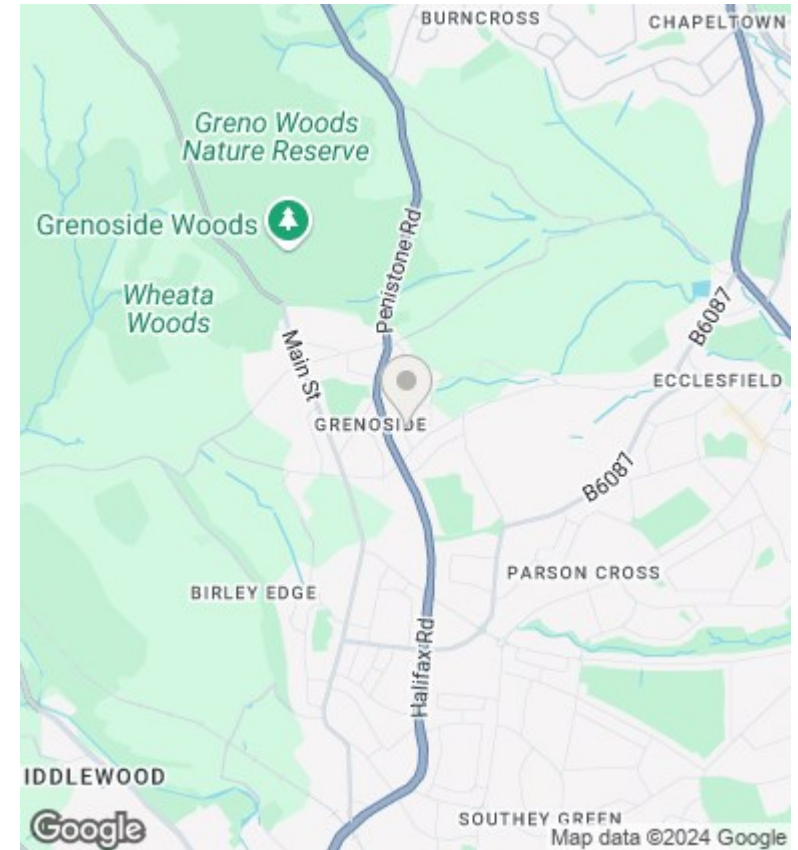 BURNCROSS
CHAPELTOWN
Greno Woods
Nature Reserve
Grenoside Woods
Penistone Rd
Wheata
Woods
Main St
B6087
ECCLESFIELD
GRENOSIDE
B6087
PARSON CROSS
BIRLEY EDGE
Halifax Rd
IDDLEWOOD
SOUTHEY GREEN
Google
Map data ©2024 Google